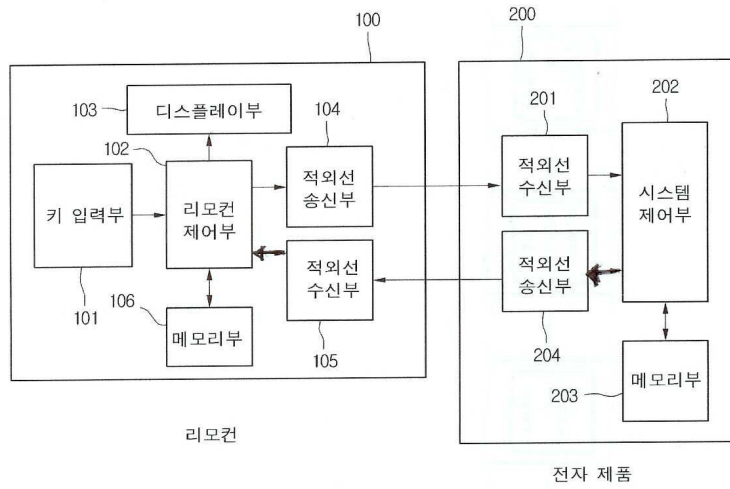 100
200
103
디스플레이부
104
201
202
102
키 입력부
리모컨
제어부
적외선
송신부
적외선
수신부
시스템
제어부
101
106
메모리부
적외선
수신부
105
적외선
송신부
204
203
메모리부
리모컨
전자 제품